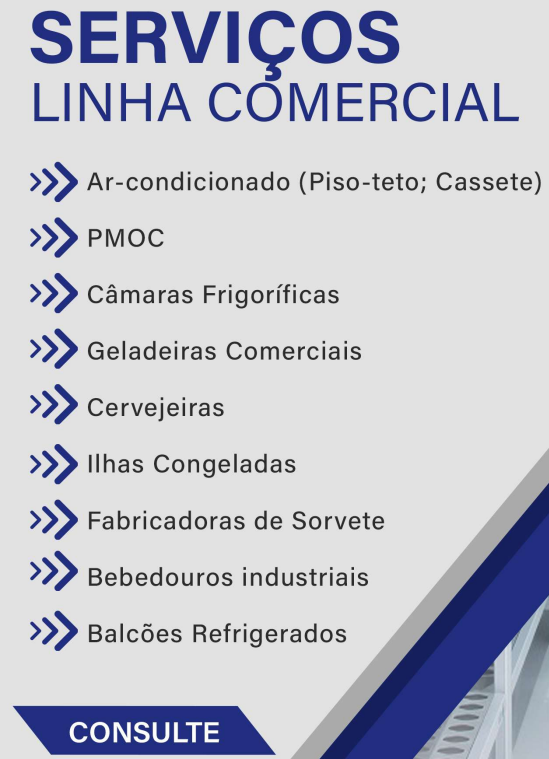 SERVIÇOS
LINHA COMERCIAL
Ar-condicionado (Piso-teto; Cassete)
PMOC
Câmaras Frigoríficas
Geladeiras Comerciais
Cervejeiras
Ilhas Congeladas
Fabricadoras de Sorvete
Bebedouros industriais
Balcões Refrigerados
CONSULTE